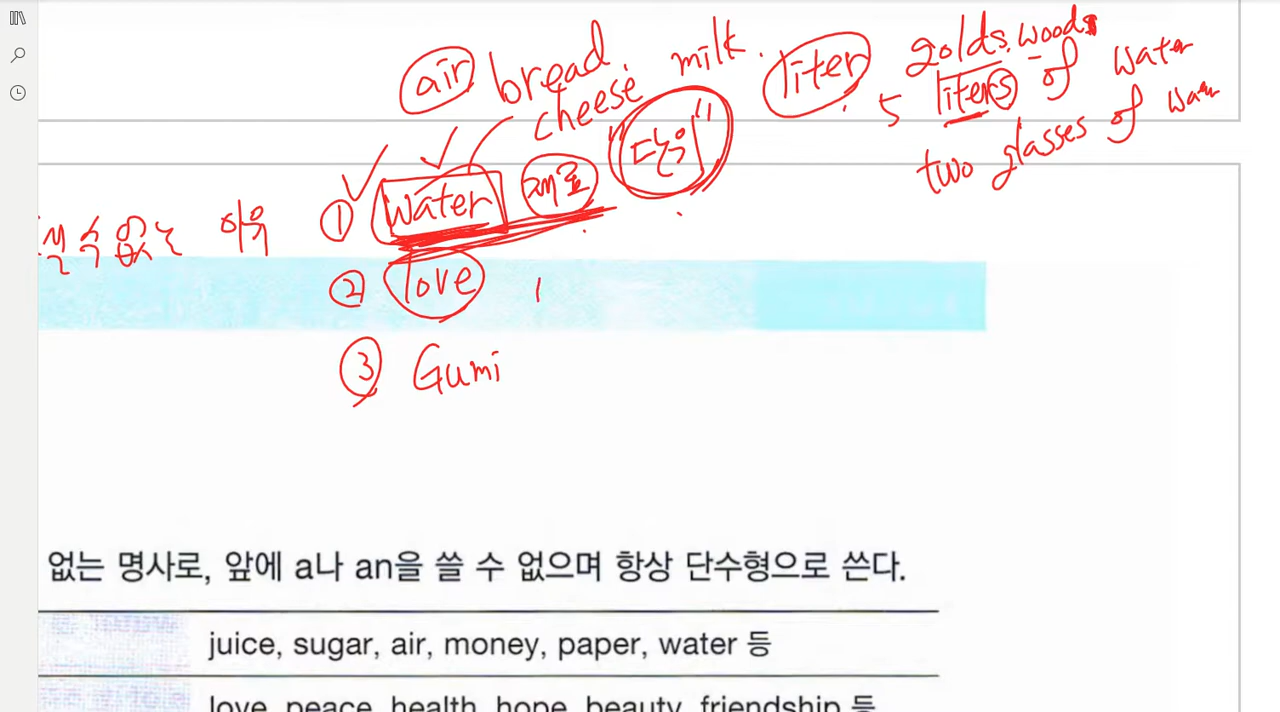 golds. woods
air bread. milk. liter 5 liters of water
cheese
two glasses of water
셀 수 없는 이유 ① water 재료 "단위"
② love
③ Gumi
없는 명사로, 앞에 a나 an을 쓸 수 없으며 항상 단수형으로 쓴다.
juice, sugar, air, money, paper, water 등
love, peace, health, hope, beauty, friendship 등